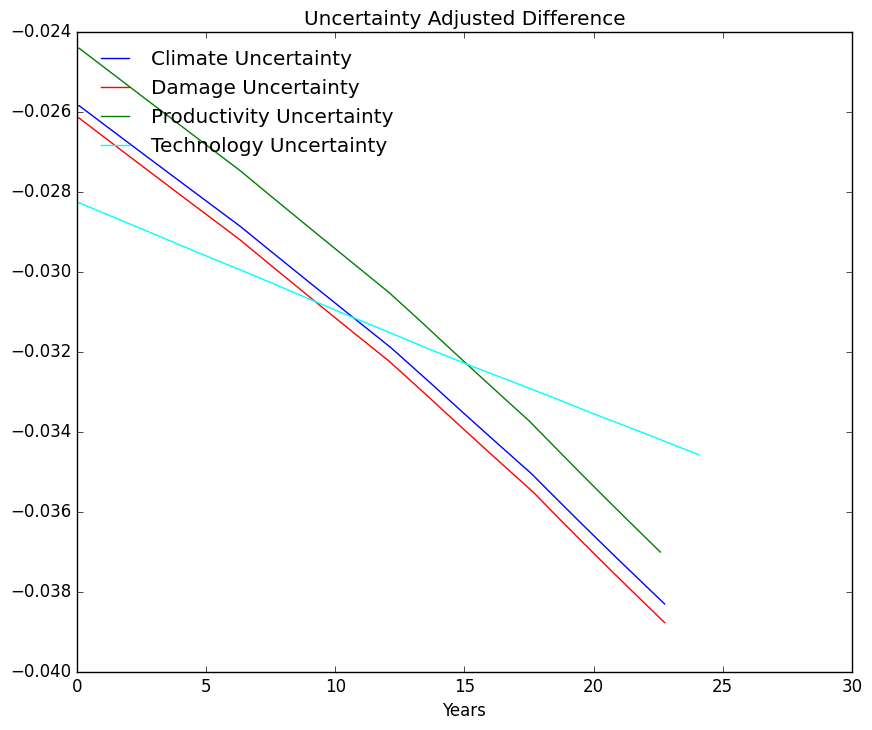 Uncertainty Adjusted Difference
Climate Uncertainty
Damage Uncertainty
Productivity Uncertainty
Technology Uncertainty
−0.024
−0.026
−0.028
−0.030
−0.032
−0.034
−0.036
−0.038
−0.040
0 5 10 15 20 25 30
Years